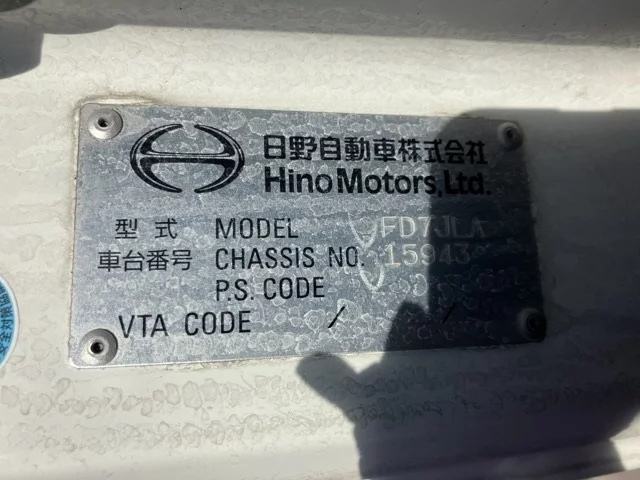 日野自動車株式会社
Hino Motors, Ltd.
型式 MODEL FD7JLA
車台番号 CHASSIS NO. 15943
P.S. CODE
VTA CODE / /